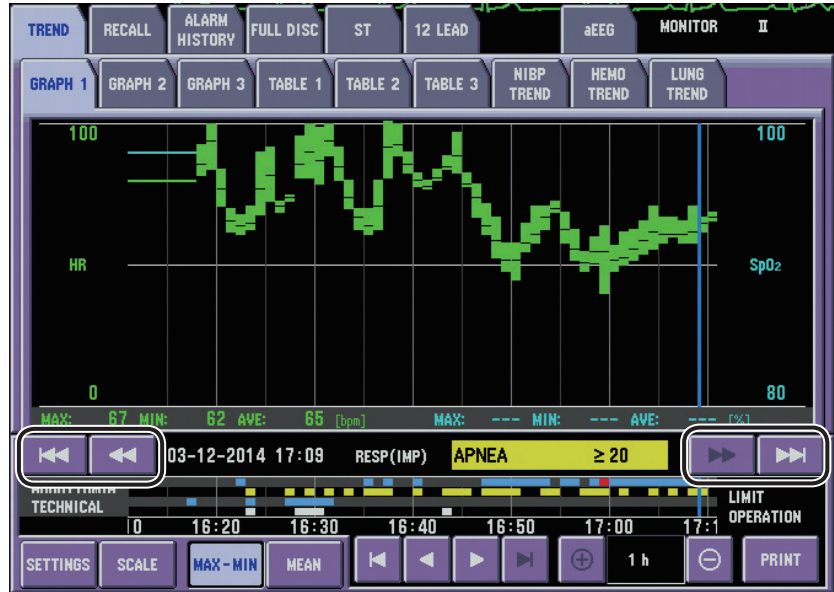 TREND RECALL ALARM HISTORY FULL DISC ST 12 LEAD aEEG MONITOR II
GRAPH 1 GRAPH 2 GRAPH 3 TABLE 1 TABLE 2 TABLE 3 NIBP TREND HEMO TREND LUNG TREND
100 100
HR SpO2
0 80
MAX: 67 MIN: 62 AVE: 65 [bpm] MAX: --- MIN: --- AVE: --- [%]
03-12-2014 17:09 RESP(IMP) APNEA ≥ 20
TECHNICAL LIMIT
OPERATION
10 16:20 16:30 16:40 16:50 17:00 17:1
SETTINGS SCALE MAX-MIN MEAN 1 h PRINT